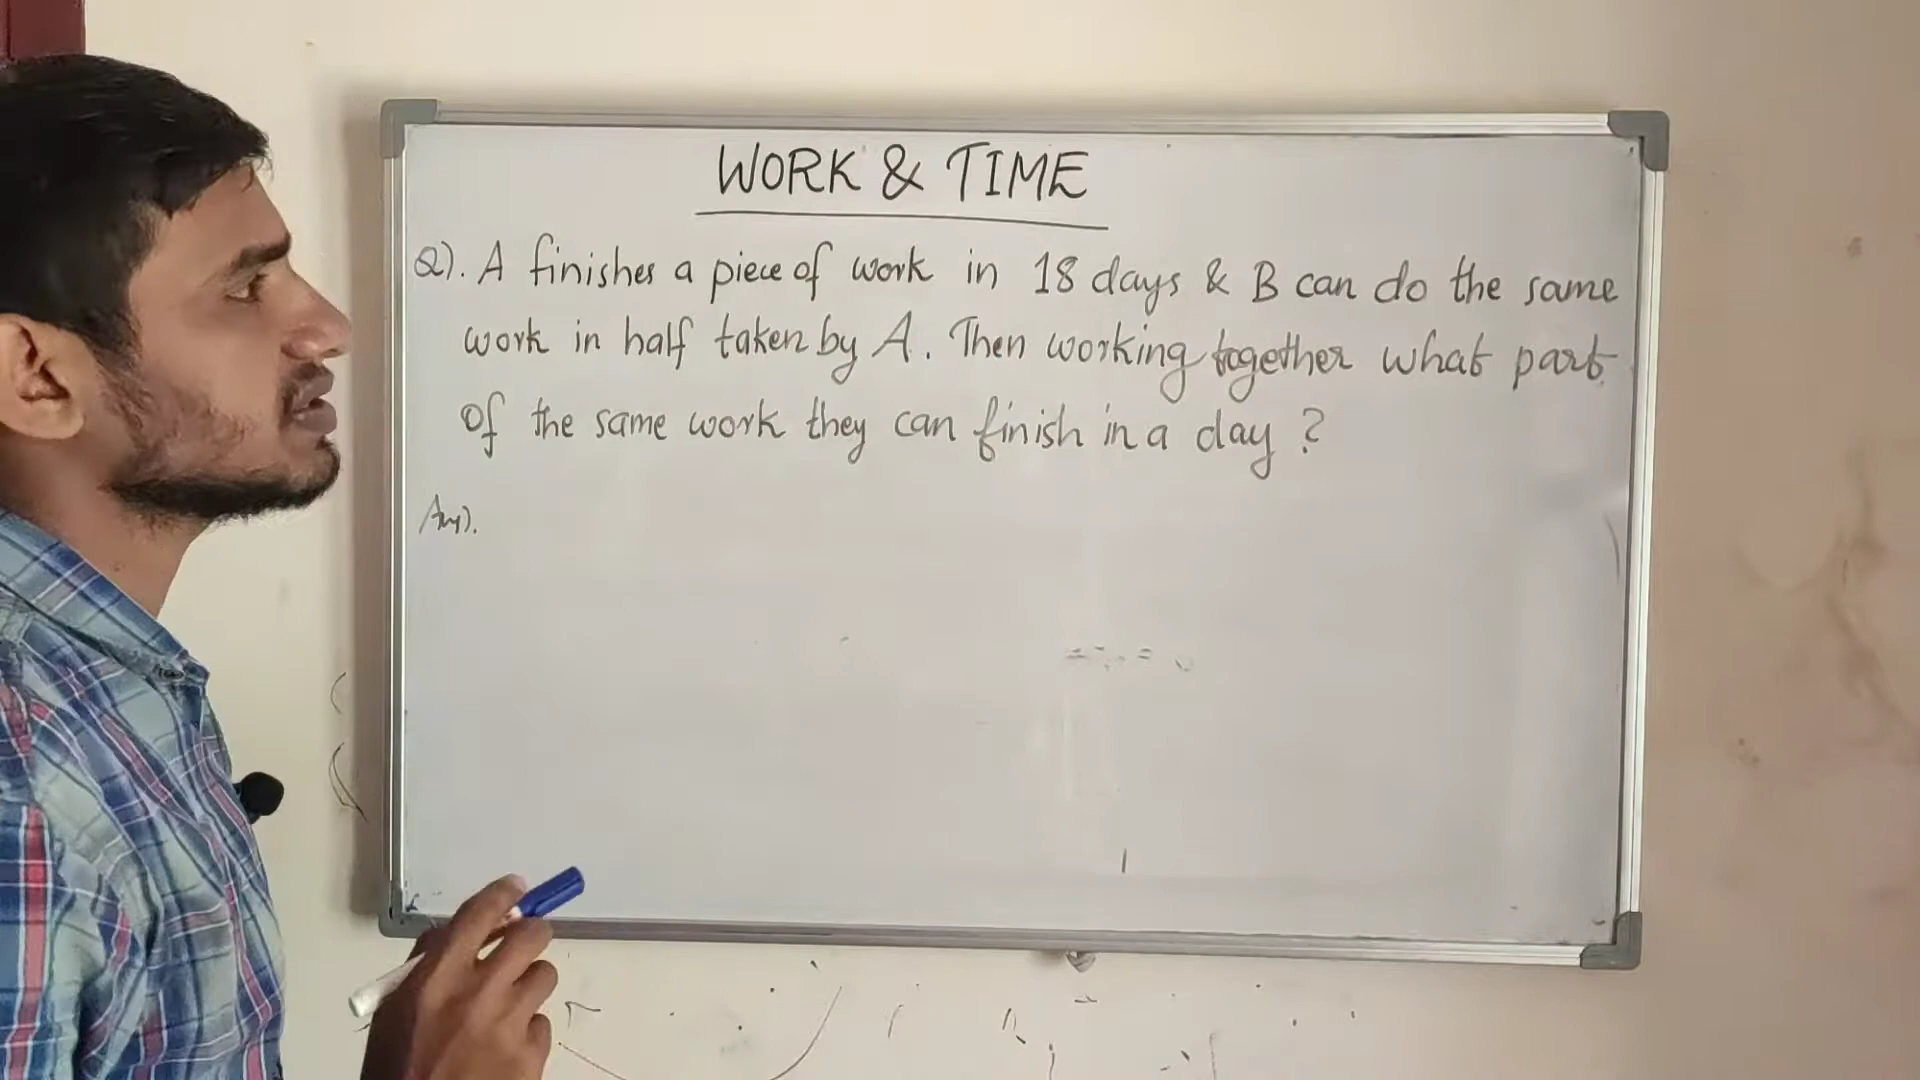 WORK & TIME
Q). A finishes a piece of work in 18 days & B can do the same
work in half taken by A. Then working together what part
of the same work they can finish in a day ?
Ans).